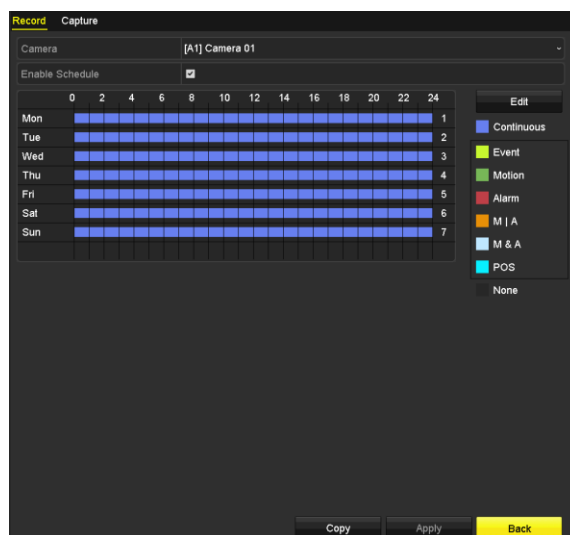 Record Capture
Camera [A1] Camera 01
Enable Schedule
0 2 4 6 8 10 12 14 16 18 20 22 24 Edit
Mon 1 Continuous
Tue 2
Wed 3 Event
Thu 4 Motion
Fri 5 Alarm
Sat 6 M | A
Sun 7
M & A
POS
None
Copy Apply Back